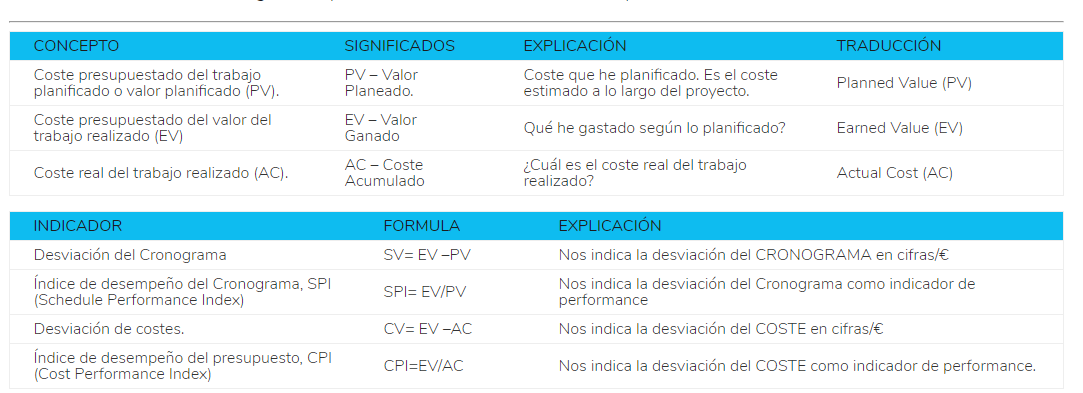 CONCEPTO SIGNIFICADOS EXPLICACIÓN TRADUCCIÓN
Coste presupuestado del trabajo
planificado o valor planificado (PV).
PV – Valor
Planeado.
Coste que he planificado. Es el coste
estimado a lo largo del proyecto.
Planned Value (PV)
Coste presupuestado del valor del
trabajo realizado (EV)
EV – Valor
Ganado
Qué he gastado según lo planificado?
Earned Value (EV)
Coste real del trabajo realizado (AC).
AC – Coste
Acumulado
¿Cuál es el coste real del trabajo
realizado?
Actual Cost (AC)
INDICADOR FORMULA EXPLICACIÓN
Desviación del Cronograma SV= EV –PV Nos indica la desviación del CRONOGRAMA en cifras/€
Índice de desempeño del Cronograma, SPI
(Schedule Performance Index)
SPI= EV/PV
Nos indica la desviación del Cronograma como indicador de
performance
Desviación de costes. CV= EV –AC Nos indica la desviación del COSTE en cifras/€
Índice de desempeño del presupuesto, CPI
(Cost Performance Index)
CPI=EV/AC
Nos indica la desviación del COSTE como indicador de performance.